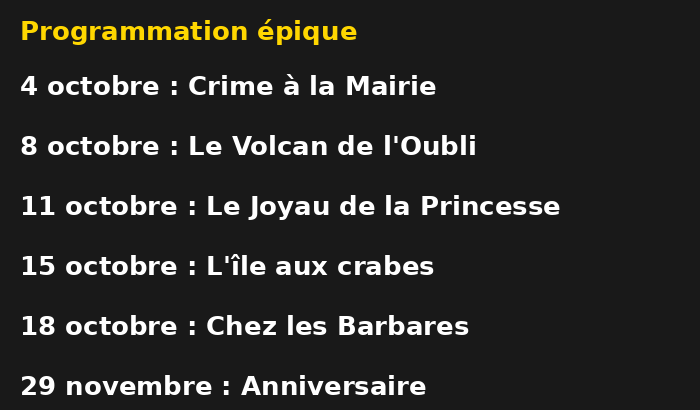 Programmation épique
4 octobre : Crime à la Mairie
8 octobre : Le Volcan de l'Oubli
11 octobre : Le Joyau de la Princesse
15 octobre : L'île aux crabes
18 octobre : Chez les Barbares
29 novembre : Anniversaire